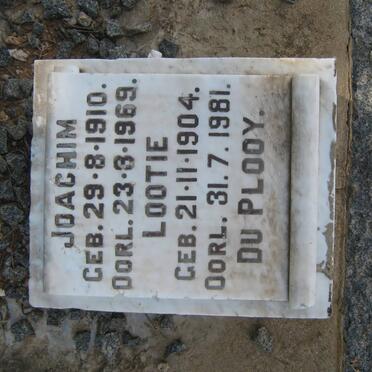 JOACHIM
GEB. 29·8·1910.
OORL. 23·8·1969.
LOOTIE
GEB. 21·11·1904.
OORL. 31.7.1981.
DU PLOOY.